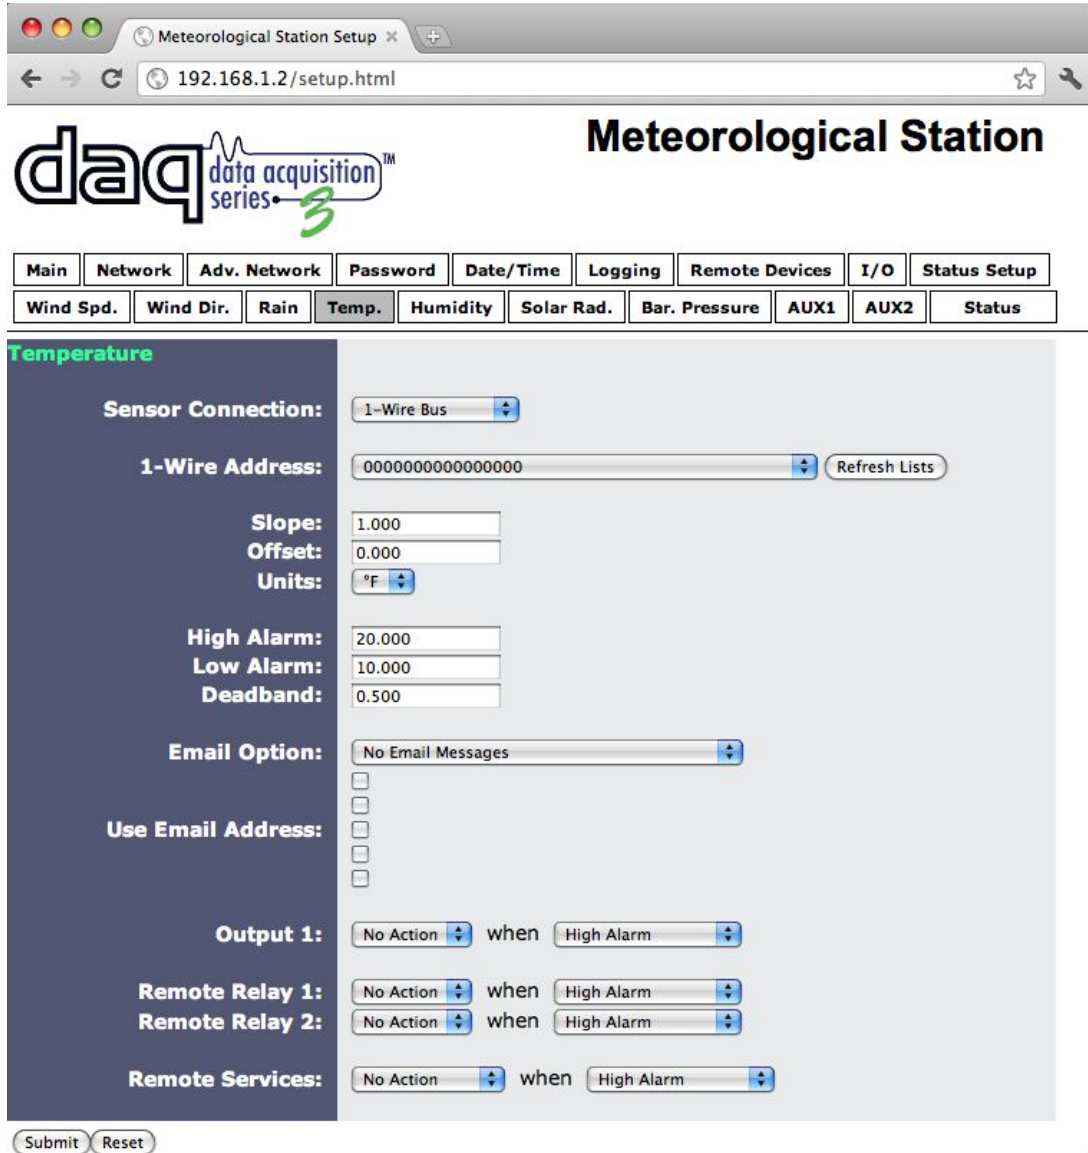 Meteorological Station Setup
192.168.1.2/setup.html
daq data acquisition series 3 TM
Meteorological Station
Main Network Adv. Network Password Date/Time Logging Remote Devices I/O Status Setup
Wind Spd. Wind Dir. Rain Temp. Humidity Solar Rad. Bar. Pressure AUX1 AUX2 Status
Temperature
Sensor Connection: 1-Wire Bus
1-Wire Address: 0000000000000000 Refresh Lists
Slope: 1.000
Offset: 0.000
Units: °F
High Alarm: 20.000
Low Alarm: 10.000
Deadband: 0.500
Email Option: No Email Messages
Use Email Address:
Output 1: No Action when High Alarm
Remote Relay 1: No Action when High Alarm
Remote Relay 2: No Action when High Alarm
Remote Services: No Action when High Alarm
Submit Reset